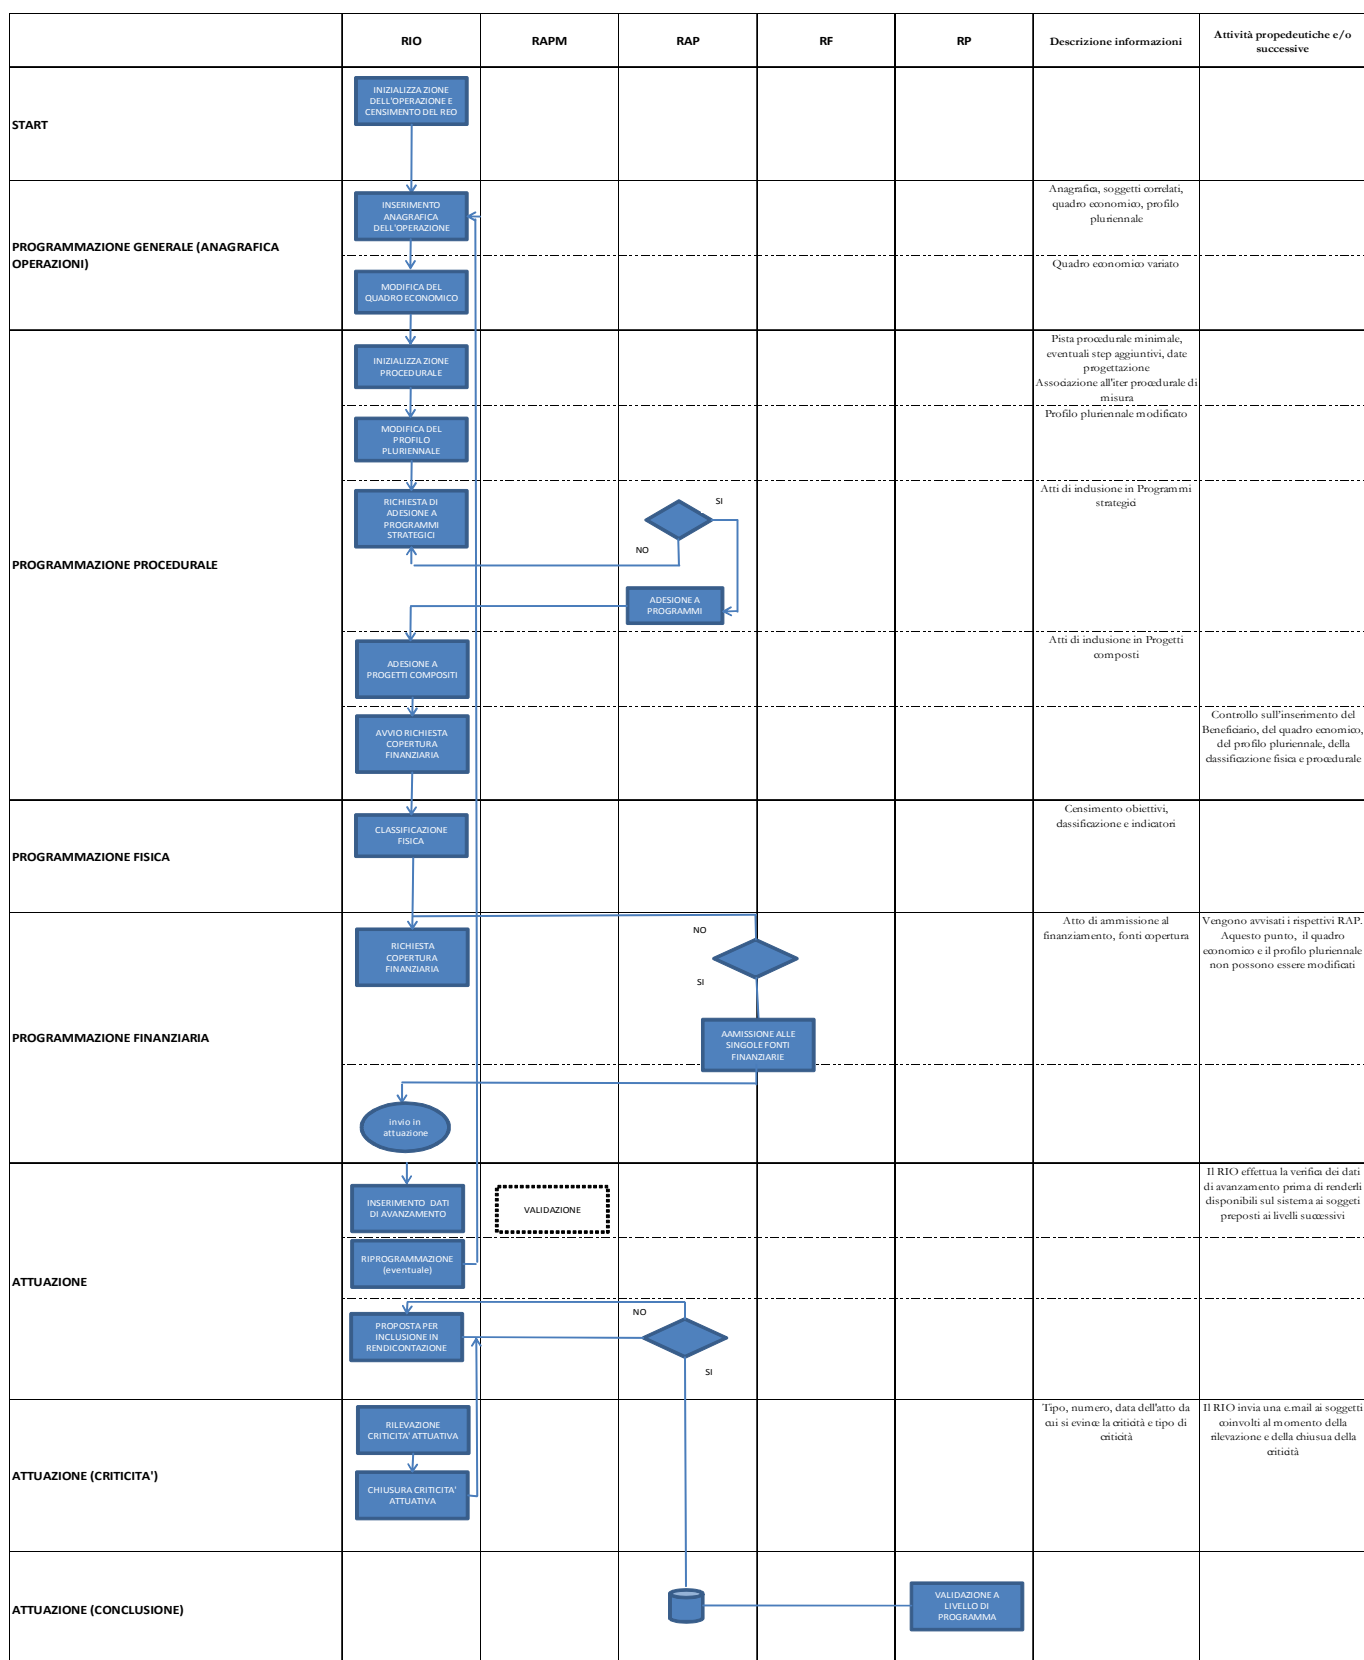 RIO
RAPM
RAP
RF
RP
Descrizione informazioni
Attività propedeutiche e/o
successive
START
INIZIALIZZA ZIONE
DELL'OPERAZIONE E
CENSIMENTO DEL REO
PROGRAMMAZIONE GENERALE (ANAGRAFICA
OPERAZIONI)
INSERIMENTO
ANAGRAFICA
DELL'OPERAZIONE
Anagrafica, soggetti correlati,
quadro economico, profilo
pluriennale
MODIFICA DEL
QUADRO ECONOMICO
Quadro economico variato
PROGRAMMAZIONE PROCEDURALE
INIZIALIZZA ZIONE
PROCEDURALE
Pista procedurale minimale,
eventuali step aggiuntivi, date
progettazione
Associazione all'iter procedurale di
misura
MODIFICA DEL
PROFILO
PLURIENNALE
Profilo pluriennale modificato
RICHIESTA DI
ADESIONE A
PROGRAMMI
STRATEGICI
SI
NO
Atti di inclusione in Programmi
strategici
ADESIONE A
PROGRAMMI
ADESIONE A
PROGETTI COMPOSITI
Atti di inclusione in Progetti
composti
AVVIO RICHIESTA
COPERTURA
FINANZIARIA
Controllo sull'inserimento del
Beneficiario, del quadro ecnomico,
del profilo pluriennale, della
classificazione fisica e procedurale
PROGRAMMAZIONE FISICA
CLASSIFICAZIONE
FISICA
Censimento obiettivi,
classificazione e indicatori
PROGRAMMAZIONE FINANZIARIA
RICHIESTA
COPERTURA
FINANZIARIA
NO
SI
Atto di ammissione al
finanziamento, fonti copertura
Vengono avvisati i rispettivi RAP.
Aquesto punto, il quadro
economico e il profilo pluriennale
non possono essere modificati
AAMISSIONE ALLE
SINGOLE FONTI
FINANZIARIE
invio in
attuazione
ATTUAZIONE
INSERIMENTO DATI
DI AVANZAMENTO
VALIDAZIONE
Il RIO effettua la verifica dei dati
di avanzamento prima di renderli
disponibili sul sistema ai soggeti
preposti ai livelli successivi
RIPROGRAMMAZIONE
(eventuale)
PROPOSTA PER
INCLUSIONE IN
RENDICONTAZIONE
NO
SI
ATTUAZIONE (CRITICITA')
RILEVAZIONE
CRITICITA' ATTUATIVA
CHIUSURA CRITICITA'
ATTUATIVA
Tipo, numero, data dell'atto da
cui si evince la criticità e tipo di
criticità
Il RIO invia una e.mail ai soggetti
coinvolti al momento della
rilevazione e della chiusua della
criticità
ATTUAZIONE (CONCLUSIONE)
VALIDAZIONE A
LIVELLO DI
PROGRAMMA